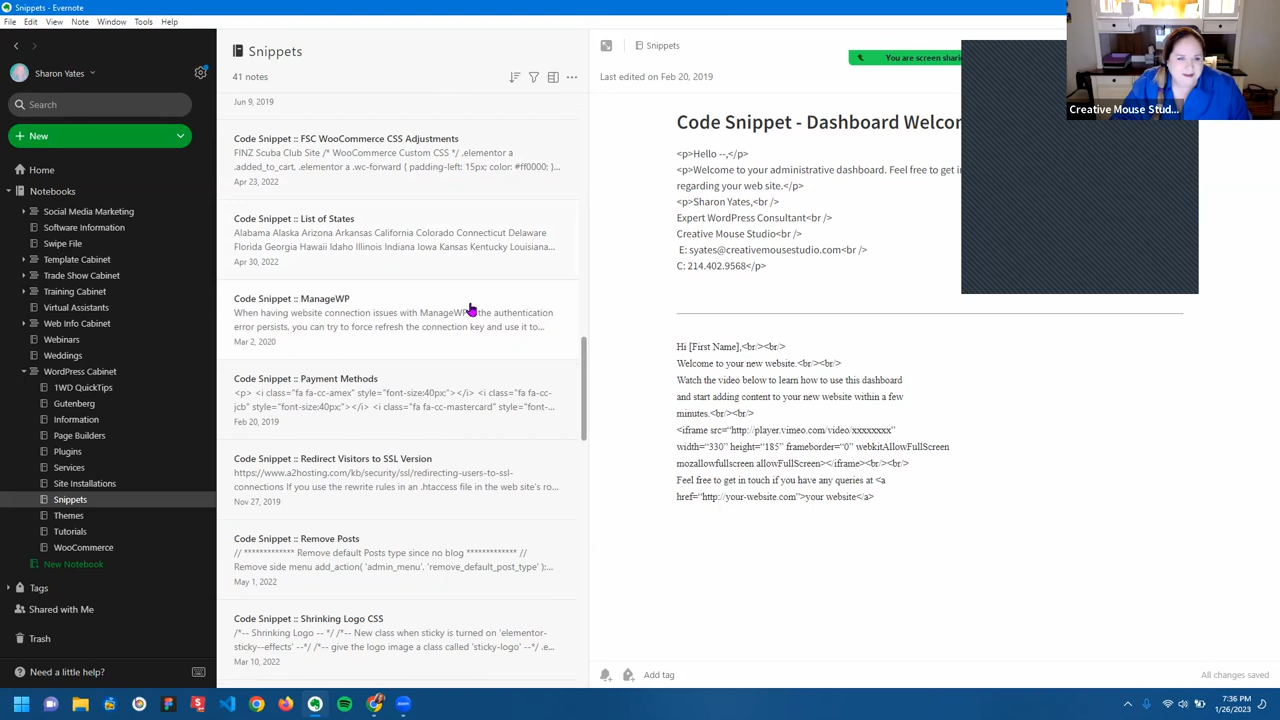 Snippets - Evernote
File Edit View Note Window Tools Help
Sharon Yates
Search
New
Home
Notebooks
Social Media Marketing
Software Information
Swipe File
Template Cabinet
Trade Show Cabinet
Training Cabinet
Virtual Assistants
Web Info Cabinet
Webinars
Weddings
WordPress Cabinet
1WD QuickTips
Gutenberg
Information
Page Builders
Plugins
Services
Site Installations
Snippets
Themes
Tutorials
WooCommerce
New Notebook
Tags
Shared with Me
Trash
Need a little help?
Snippets
41 notes
Jun 9, 2019
Code Snippet :: FSC WooCommerce CSS Adjustments
FINZ Scuba Club Site /* WooCommerce Custom CSS */ .elementor a
.added_to_cart, .elementor a .wc-forward { padding-left: 15px; color: #ff0000; }...
Apr 23, 2022
Code Snippet :: List of States
Alabama Alaska Arizona Arkansas California Colorado Connecticut Delaware
Florida Georgia Hawaii Idaho Illinois Indiana Iowa Kansas Kentucky Louisiana...
Apr 30, 2022
Code Snippet :: ManageWP
When having website connection issues with ManageWP the authentication
error persists, you can try to force refresh the connection key and use it to...
Mar 2, 2020
Code Snippet :: Payment Methods
<p> <i class="fa fa-cc-amex" style="font-size:40px;"></i> <i class="fa fa-cc-
jcb" style="font-size:40px;"></i> <i class="fa fa-cc-mastercard" style="font-...
Feb 20, 2019
Code Snippet :: Redirect Visitors to SSL Version
https://www.a2hosting.com/kb/security/ssl/redirecting-users-to-ssl-
connections If you use the rewrite rules in an .htaccess file in the web site's ro...
Nov 27, 2019
Code Snippet :: Remove Posts
// ************* Remove default Posts type since no blog ************* //
Remove side menu add_action( 'admin_menu', 'remove_default_post_type' );...
May 1, 2022
Code Snippet :: Shrinking Logo CSS
/*-- Shrinking Logo -- */ /*-- New class when sticky is turned on 'elementor-
sticky--effects' --*/ /*-- give the logo image a class called 'sticky-logo' --*/ .e...
Mar 10, 2022
Snippets
You are screen shari
Last edited on Feb 20, 2019
Code Snippet - Dashboard Welcon
<p>Hello --,</p>
<p>Welcome to your administrative dashboard. Feel free to get i
regarding your web site.</p>
<p>Sharon Yates,<br />
Expert WordPress Consultant<br />
Creative Mouse Studio<br />
E: syates@creativemousestudio.com<br />
C: 214.402.9568</p>
Hi [First Name],<br/><br/>
Welcome to your new website.<br/><br/>
Watch the video below to learn how to use this dashboard
and start adding content to your new website within a few
minutes.<br/><br/>
<iframe src=“http://player.vimeo.com/video/xxxxxxxx“
width=“330” height=“185” frameborder=“0” webkitAllowFullScreen
mozallowfullscreen allowFullScreen></iframe><br/><br/>
Feel free to get in touch if you have any queries at <a
href=“http://your-website.com”>your website</a>
Add tag
All changes saved
Creative Mouse Stud...
7:36 PM
1/26/2023